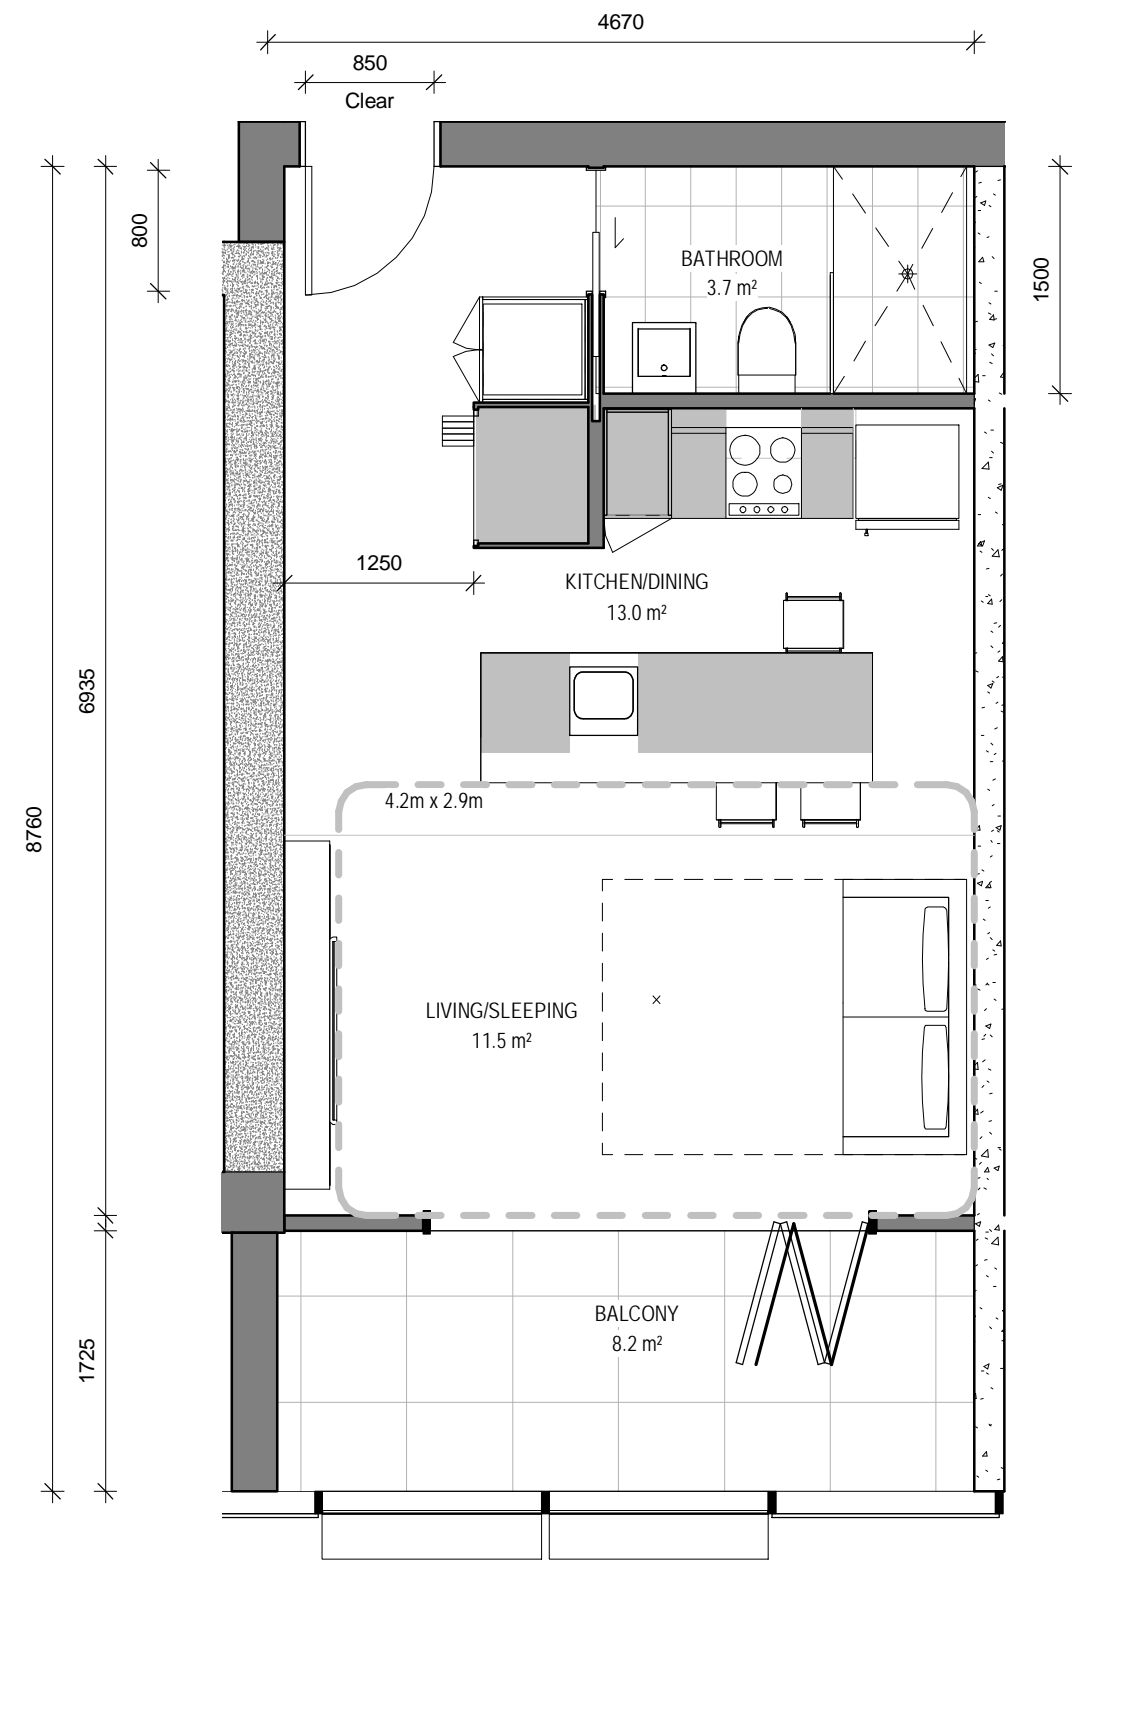 4670
850
Clear
800
1500
BATHROOM
3.7 m²
1250
KITCHEN/DINING
13.0 m²
6935
8760
4.2m x 2.9m
LIVING/SLEEPING
11.5 m²
BALCONY
8.2 m²
1725